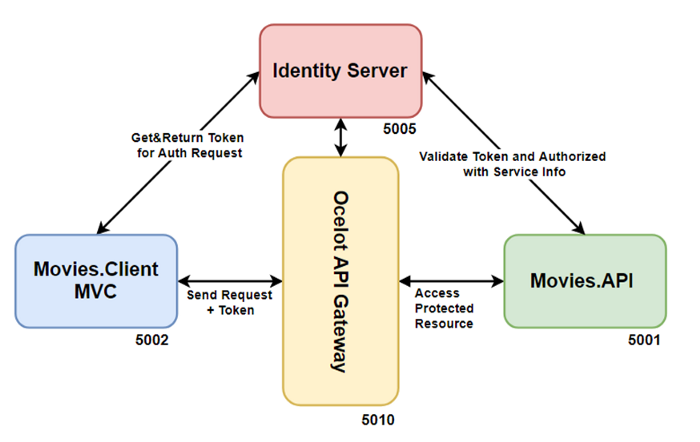 Identity Server
5005
Get&Return Token
for Auth Request
Validate Token and Authorized
with Service Info
Ocelot API Gateway
Movies.Client
MVC
5002
Send Request
+ Token
Access
Protected
Resource
Movies.API
5001
5010